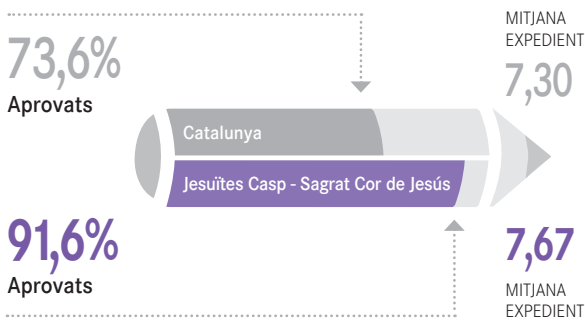 73,6%
Aprovats
MITJANA
EXPEDIENT
7,30
Catalunya
Jesuïtes Casp - Sagrat Cor de Jesús
91,6%
Aprovats
7,67
MITJANA
EXPEDIENT